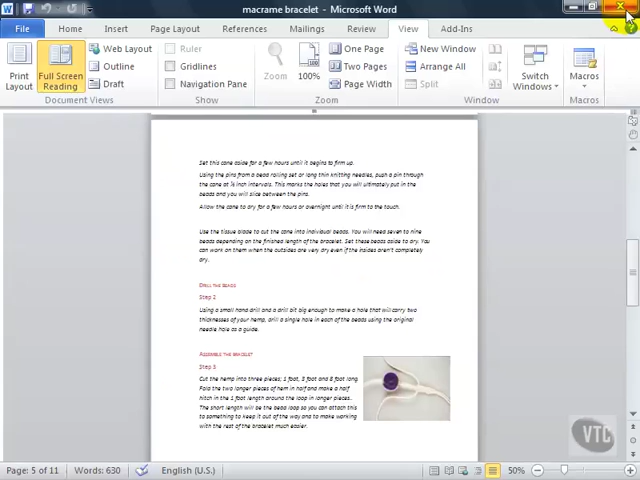 macrame bracelet - Microsoft Word
File Home Insert Page Layout References Mailings Review View Add-Ins
Print Layout
Full Screen Reading
Web Layout
Outline
Draft
Document Views
Ruler
Gridlines
Navigation Pane
Show
Zoom
100%
One Page
Two Pages
Page Width
Zoom
New Window
Arrange All
Split
Window
Switch Windows
Macros
Macros
Set this cane aside for a few hours until it begins to firm up.
Using the pins from a bead rolling set or long thin knitting needles, push a pin through
the cane at ¾ inch intervals. This marks the holes that you will ultimately put in the
beads and you will slice between the pins.
Allow the cane to dry for a few hours or overnight until it is firm to the touch.
Use the tissue blade to cut the cane into individual beads. You will need seven to nine
beads depending on the finished length of the bracelet. Set these beads aside to dry. You
can work on them when the outsides are very dry even if the insides aren't completely
dry.
Drill the beads
Step 2
Using a small hand drill and a drill bit big enough to make a hole that will carry two
thicknesses of your hemp, drill a single hole in each of the beads using the original
needle hole as a guide.
Assemble the bracelet
Step 3
Cut the hemp into three pieces; 1 foot, 3 foot and 8 foot long.
Fold the two longer pieces of hem in half and make a half
hitch in the 1 foot length around the loop in longer pieces.
The short length will be the bead loop so you can attach this
to something to keep it out of the way and to make working
with the rest of the bracelet much easier.
VTC
Page: 5 of 11 Words: 630 English (U.S.) 50%